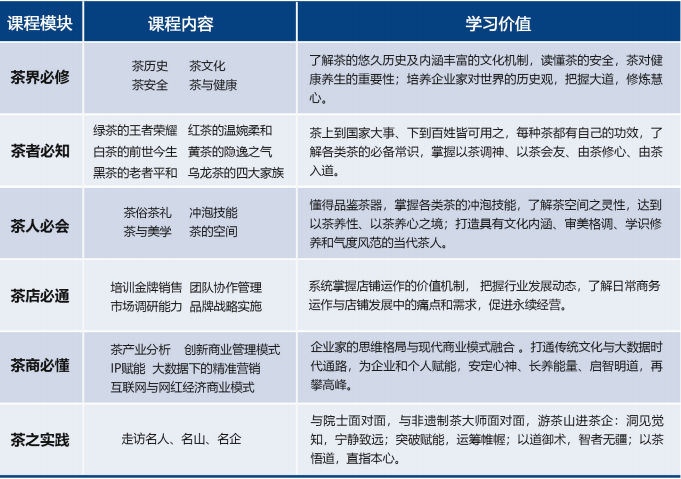 课程模块 课程内容 学习价值
茶界必修
茶历史 茶文化
茶安全 茶与健康
了解茶的悠久历史及内涵丰富的文化机制，读懂茶的安全，茶对健
康养生的重要性；培养企业家对世界的历史观，把握大道，修炼慧
心。
茶者必知
绿茶的王者荣耀 红茶的温婉柔和
白茶的前世今生 黄茶的隐逸之气
黑茶的老者平和 乌龙茶的四大家族
茶上到国家大事、下到百姓皆可用之，每种茶都有自己的功效，了
解各类茶的必备常识，掌握以茶调神、以茶会友、由茶修心、由茶
入道。
茶人必会
茶俗茶礼 冲泡技能
茶与美学 茶的空间
懂得品鉴茶器，掌握各类茶的冲泡技能，了解茶空间之灵性，达到
以茶养性、以茶养心之境；打造具有文化内涵、审美格调、学识修
养和气度风范的当代茶人。
茶店必通
培训金牌销售 团队协作管理
市场调研能力 品牌战略实施
系统掌握店铺运作的价值机制， 把握行业发展动态，了解日常商务
运作与店铺发展中的痛点和需求，促进永续经营。
茶商必懂
茶产业分析 创新商业管理模式
IP赋能 大数据下的精准营销
互联网与网红经济商业模式
企业家的思维格局与现代商业模式融合 。打通传统文化与大数据时
代通路，为企业和个人赋能，安定心神、长养能量、启智明道，再
攀高峰。
茶之实践
走访名人、名山、名企
与院士面对面，与非遗制茶大师面对面，游茶山进茶企：洞见觉
知，宁静致远；突破赋能，运筹帷幄；以道御术，智者无疆；以茶
悟道，直指本心。